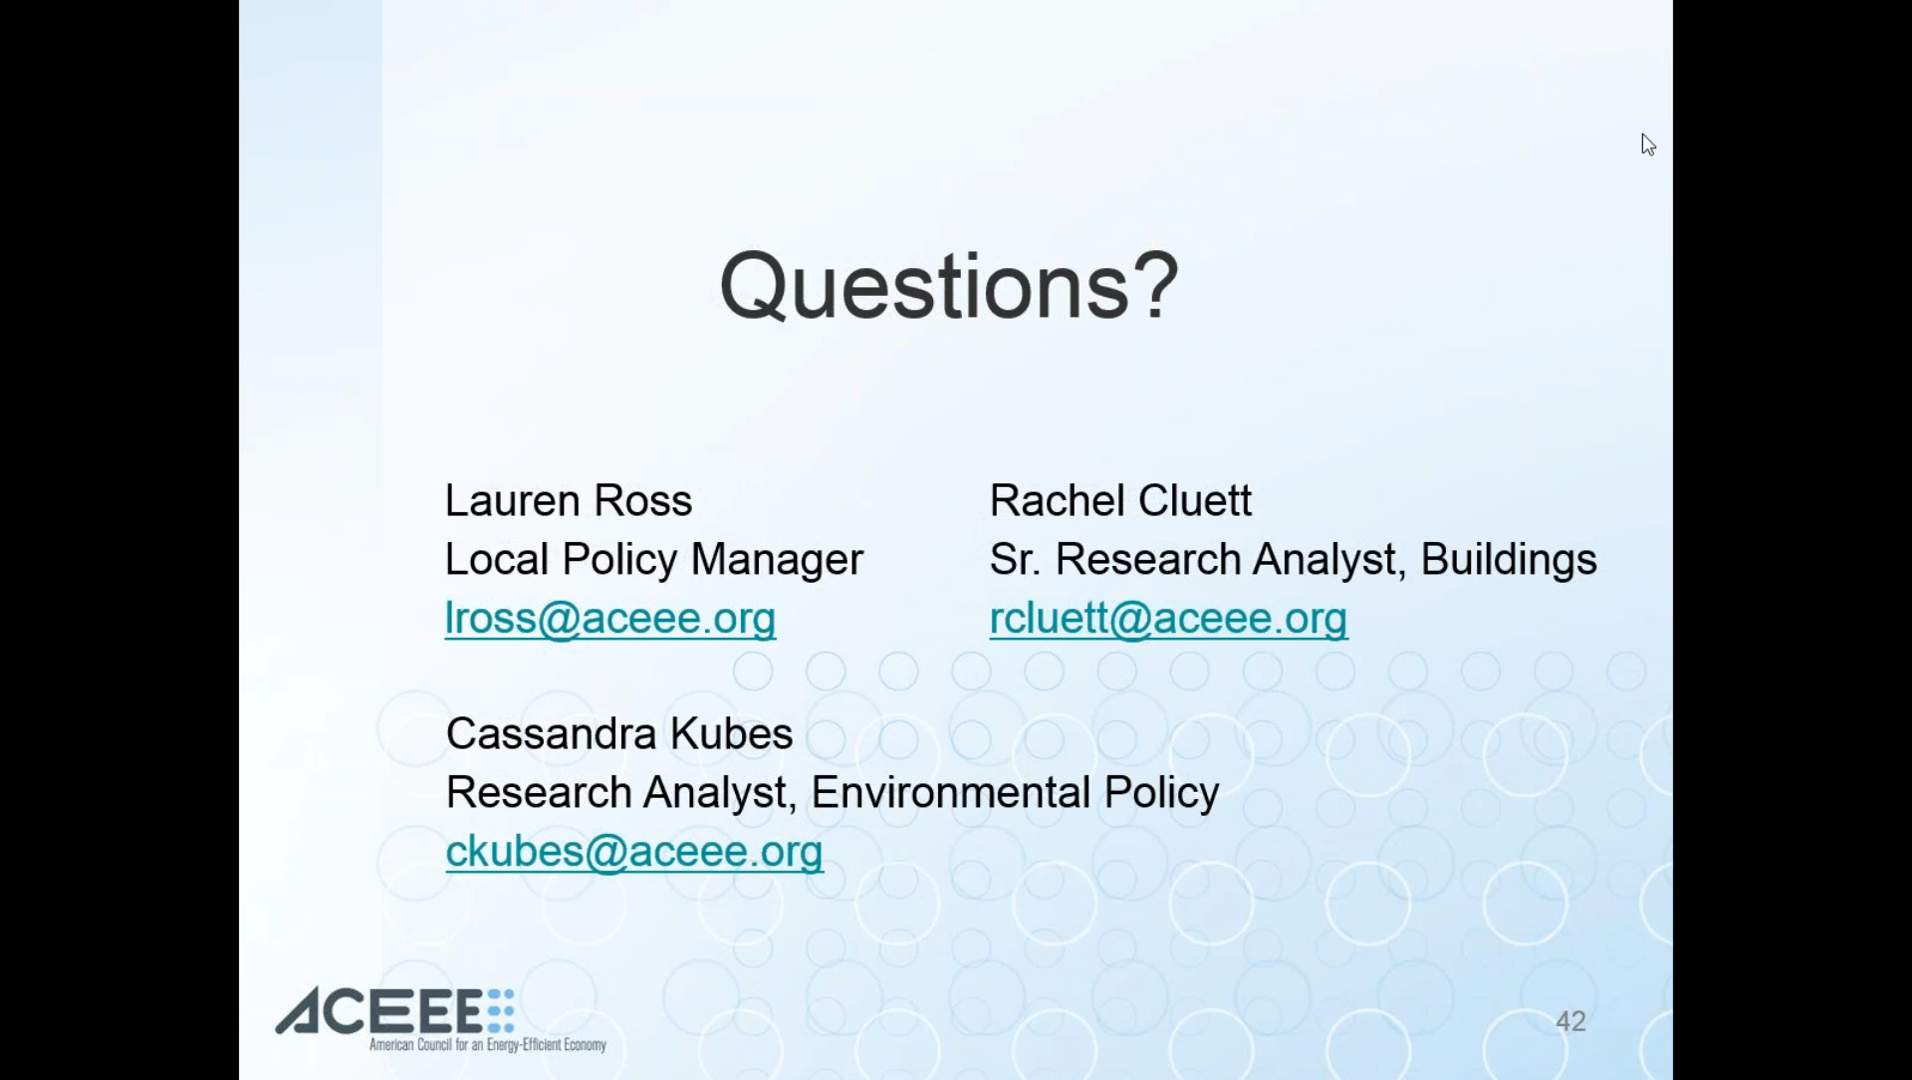 Questions?
Lauren Ross
Local Policy Manager
lross@aceee.org
Rachel Cluett
Sr. Research Analyst, Buildings
rcluett@aceee.org
Cassandra Kubes
Research Analyst, Environmental Policy
ckubes@aceee.org
ACEEE
American Council for an Energy-Efficient Economy
42